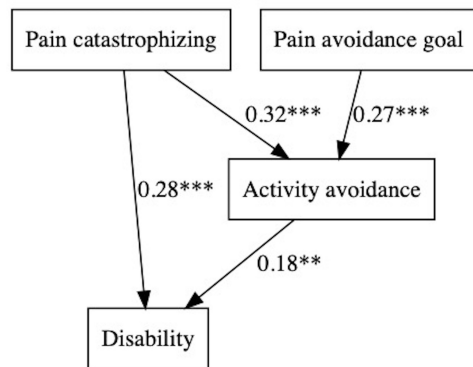 Pain catastrophizing
Pain avoidance goal
0.32***
0.27***
0.28***
Activity avoidance
0.18**
Disability